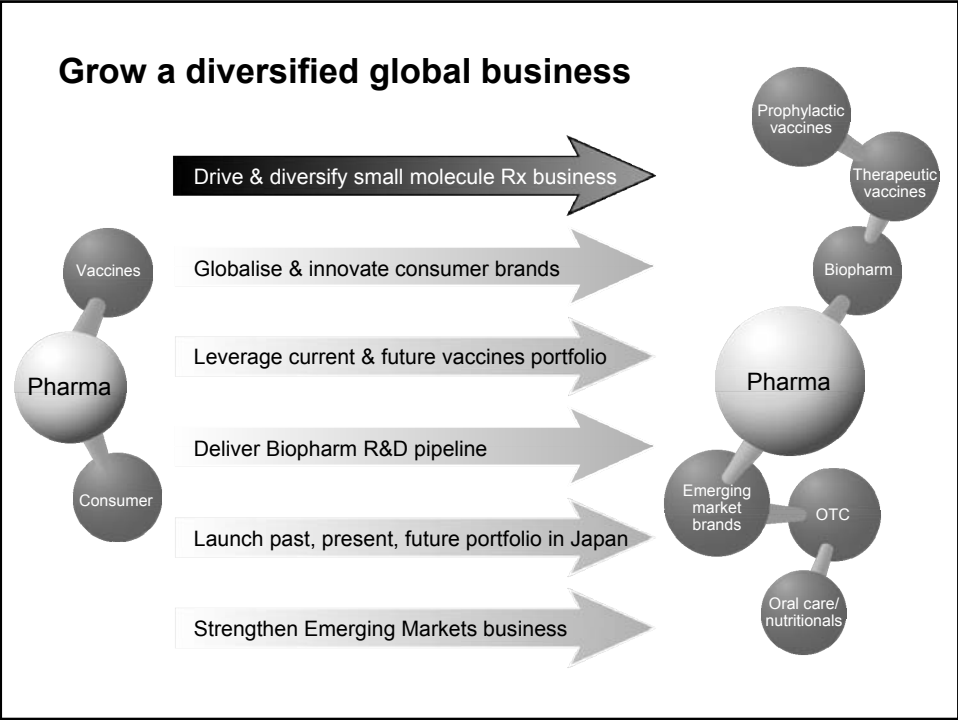 Grow a diversified global business
Vaccines
Pharma
Consumer
Drive & diversify small molecule Rx business
Globalise & innovate consumer brands
Leverage current & future vaccines portfolio
Deliver Biopharm R&D pipeline
Launch past, present, future portfolio in Japan
Strengthen Emerging Markets business
Prophylactic
vaccines
Therapeutic
vaccines
Biopharm
Pharma
Emerging
market
brands
OTC
Oral care/
nutritionals